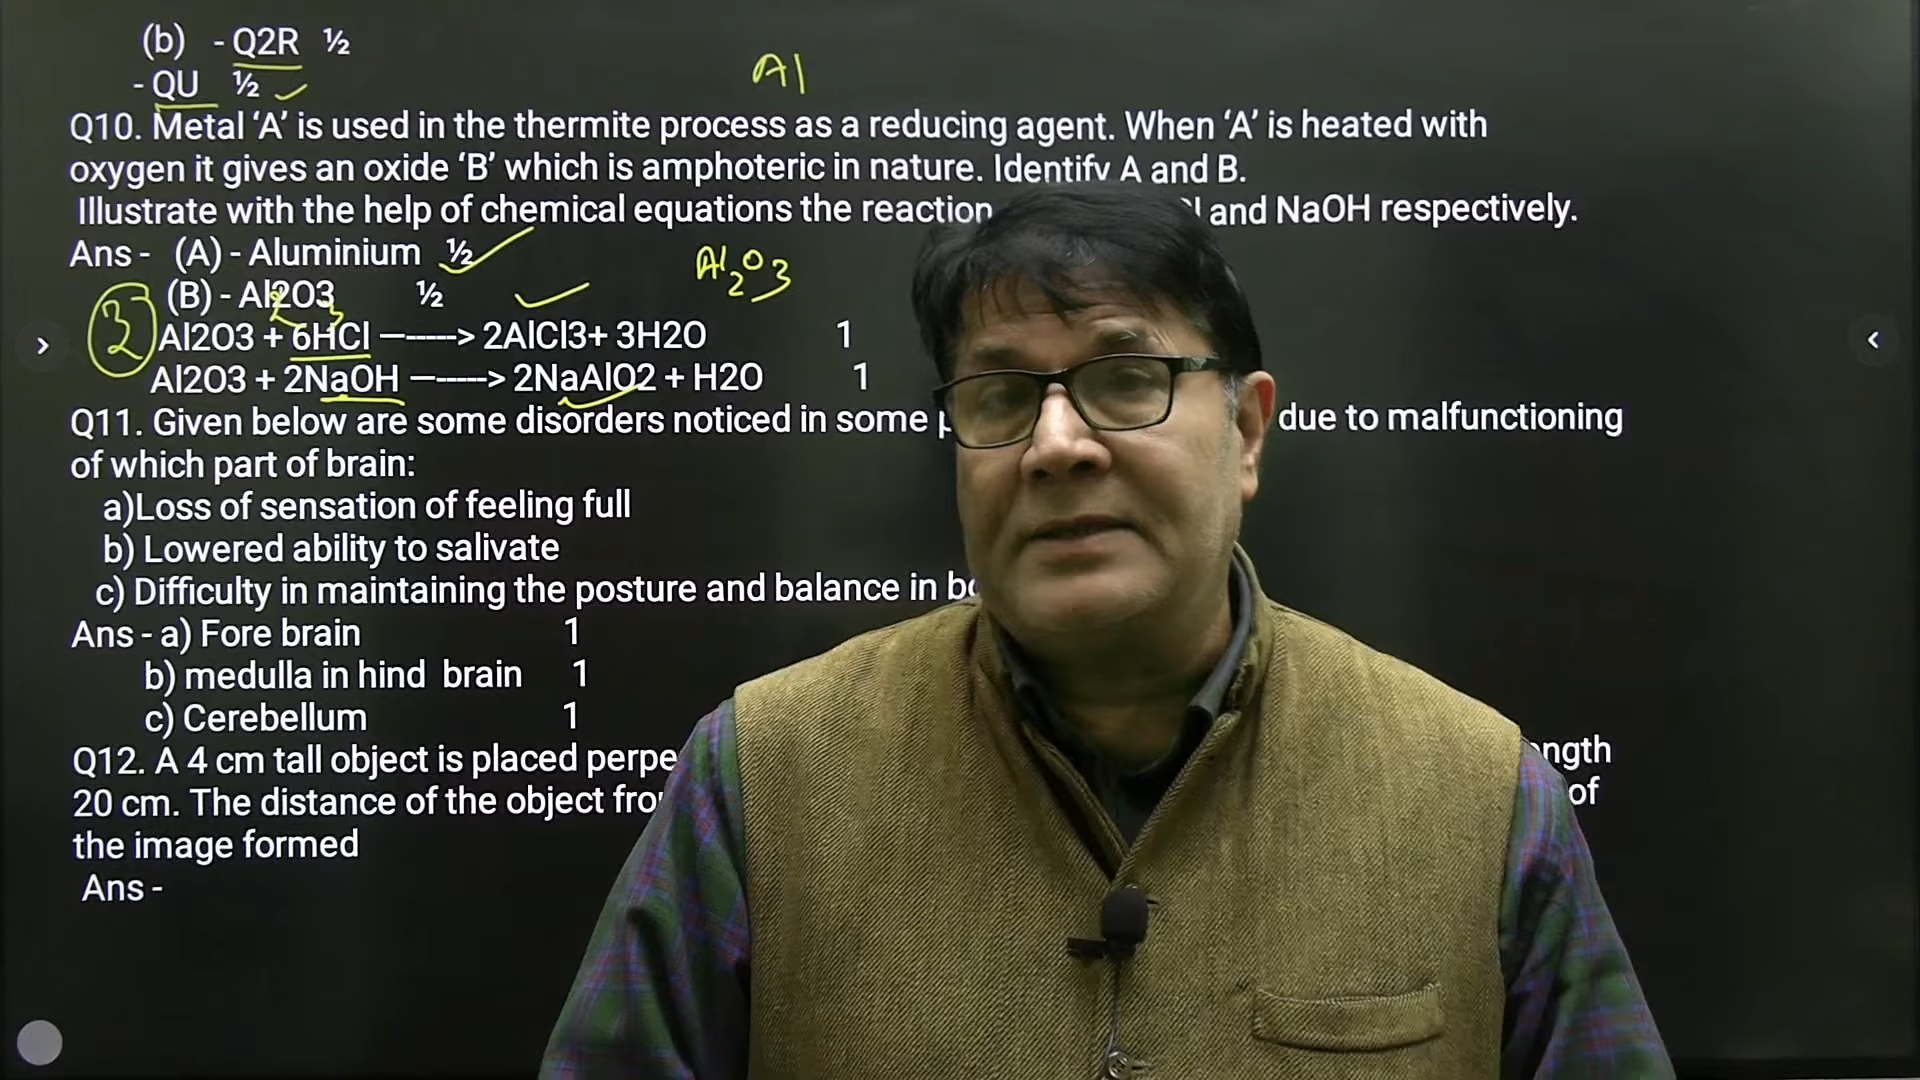 (b) - Q2R ½
- QU ½
Al
Q10. Metal ‘A’ is used in the thermite process as a reducing agent. When ‘A’ is heated with
oxygen it gives an oxide ‘B’ which is amphoteric in nature. Identify A and B.
Illustrate with the help of chemical equations the reaction and NaOH respectively.
Ans - (A) - Aluminium ½
Al2O3
(B) - Al2O3 ½
2 3
3
Al2O3 + 6HCl —-----> 2AlCl3+ 3H2O 1
Al2O3 + 2NaOH —-----> 2NaAlO2 + H2O 1
Q11. Given below are some disorders noticed in some due to malfunctioning
of which part of brain:
a)Loss of sensation of feeling full
b) Lowered ability to salivate
c) Difficulty in maintaining the posture and balance in
Ans - a) Fore brain 1
b) medulla in hind brain 1
c) Cerebellum 1
Q12. A 4 cm tall object is placed
20 cm. The distance of the object of
the image formed
Ans -